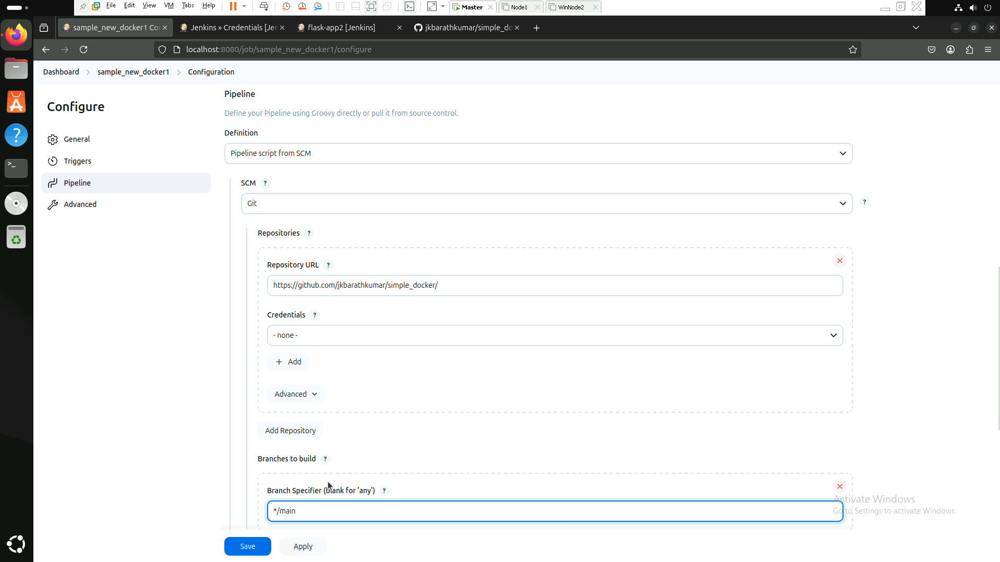 File Edit View VM Tabs Help Master Node1 WinNode2
sample_new_docker1 Co Jenkins » Credentials [Je flask-app2 [Jenkins] jkbarathkumar/simple_do
localhost:8080/job/sample_new_docker1/configure
Dashboard sample_new_docker1 Configuration
Configure
General
Triggers
Pipeline
Advanced
Pipeline
Define your Pipeline using Groovy directly or pull it from source control.
Definition
Pipeline script from SCM
SCM ?
Git
?
Repositories ?
Repository URL ?
https://github.com/jkbarathkumar/simple_docker/
Credentials ?
- none -
+ Add
Advanced
Add Repository
Branches to build ?
Branch Specifier (blank for 'any') ?
*/main
Activate Windows
Go to Settings to activate Windows.
Save Apply